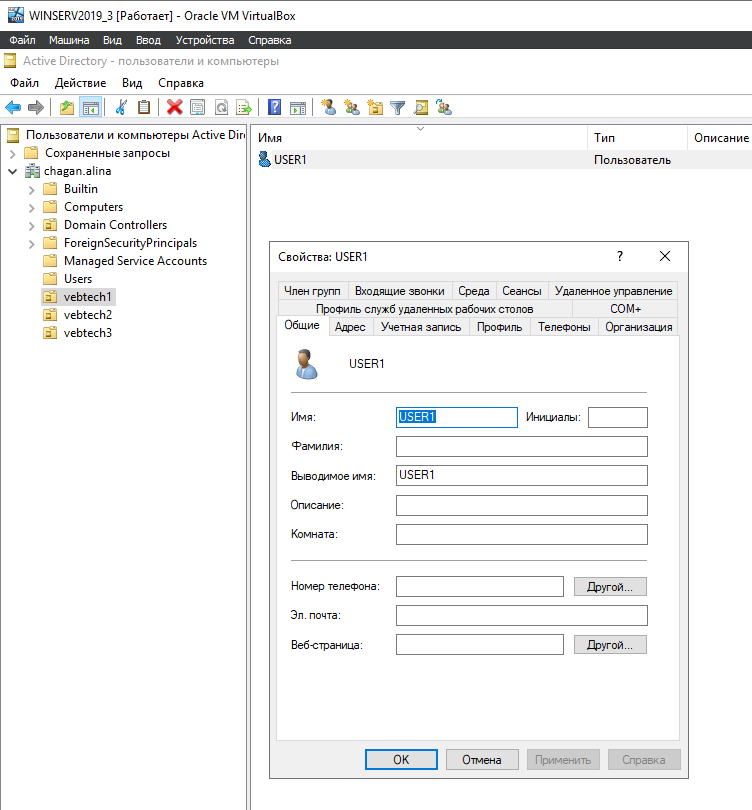 WINSERV2019_3 [Работает] - Oracle VM VirtualBox
Файл Машина Вид Ввод Устройства Справка
Active Directory - пользователи и компьютеры
Файл Действие Вид Справка
Пользователи и компьютеры Active Dire
Сохраненные запросы
chagan.alina
Builtin
Computers
Domain Controllers
ForeignSecurityPrincipals
Managed Service Accounts
Users
vebtech1
vebtech2
vebtech3
Имя Тип Описание
USER1 Пользователь
Свойства: USER1 ?
Член групп Входящие звонки Среда Сеансы Удаленное управление
Профиль служб удаленных рабочих столов COM+
Общие Адрес Учетная запись Профиль Телефоны Организация
USER1
Имя: USER1 Инициалы:
Фамилия:
Выводимое имя: USER1
Описание:
Комната:
Номер телефона: Другой...
Эл. почта:
Веб-страница: Другой...
ОК Отмена Применить Справка